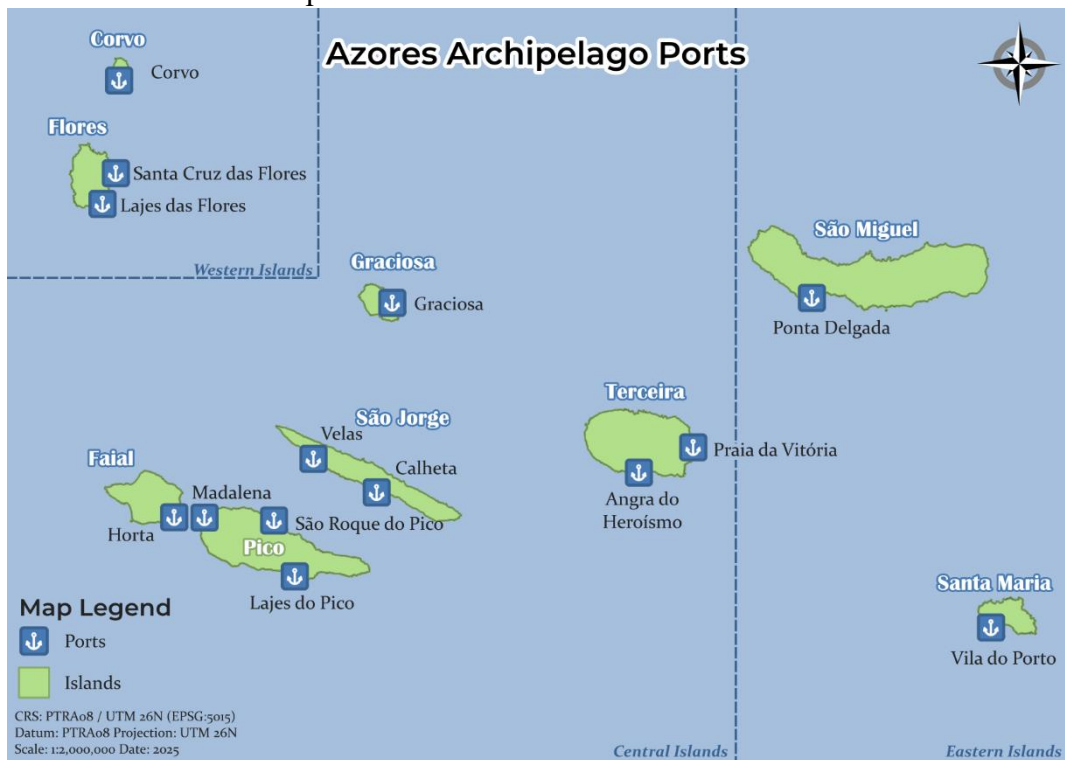 Azores Archipelago Ports
Corvo
Corvo
Flores
Santa Cruz das Flores
Lajes das Flores
Western Islands
Graciosa
Graciosa
São Miguel
Ponta Delgada
Terceira
Praia da Vitória
Angra do
Heroísmo
São Jorge
Velas
Calheta
Faial
Madalena
Horta
São Roque do Pico
Pico
Lajes do Pico
Santa Maria
Vila do Porto
Map Legend
Ports
Islands
CRS: PTRA08 / UTM 26N (EPSG:5015)
Datum: PTRA08 Projection: UTM 26N
Scale: 1:2,000,000 Date: 2025
Central Islands
Eastern Islands